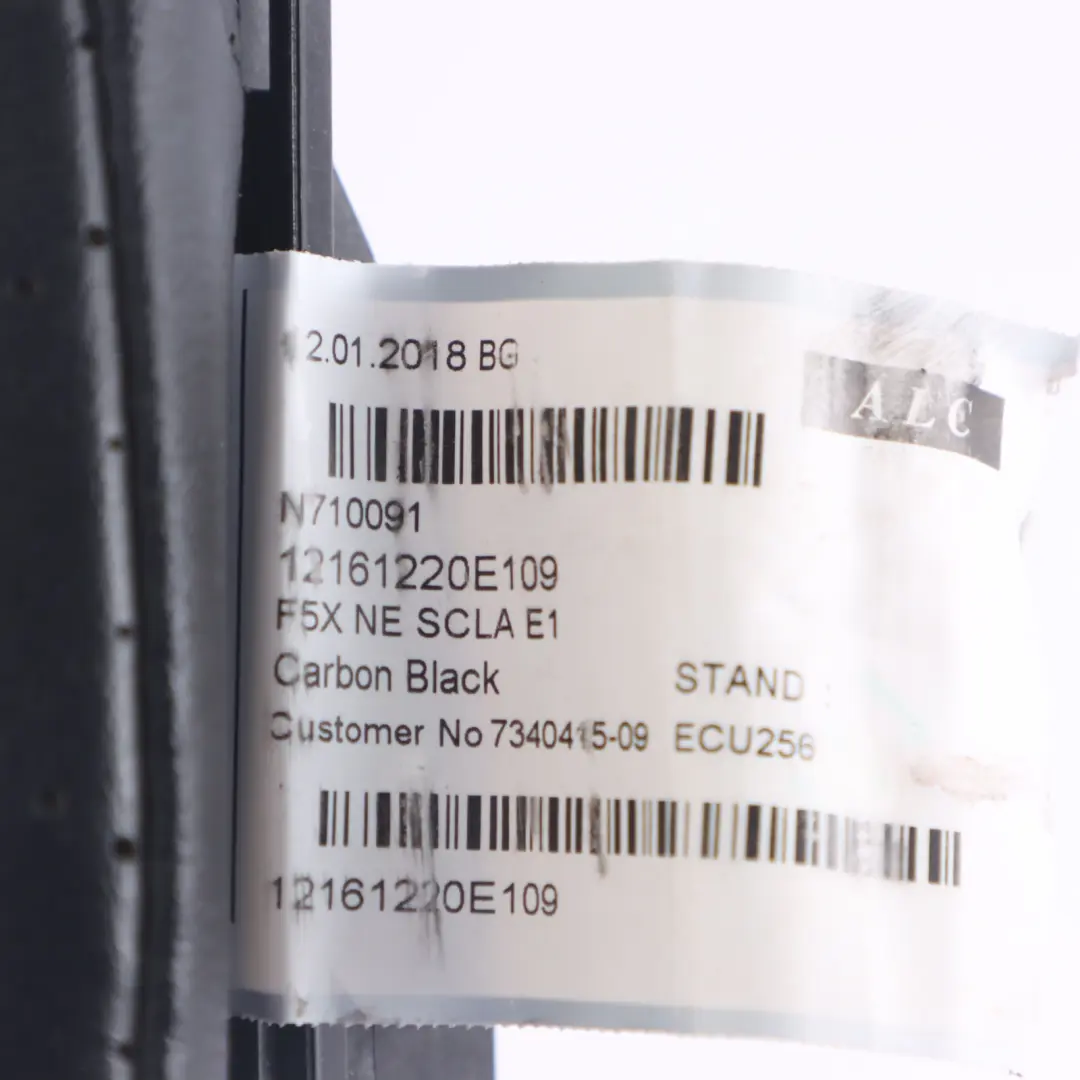 12.01.2018 BG
ALC
N710091
12161220E109
F5X NE SCLA E1
Carbon Black STAND
Customer No 7340415-09 ECU256
12161220E109